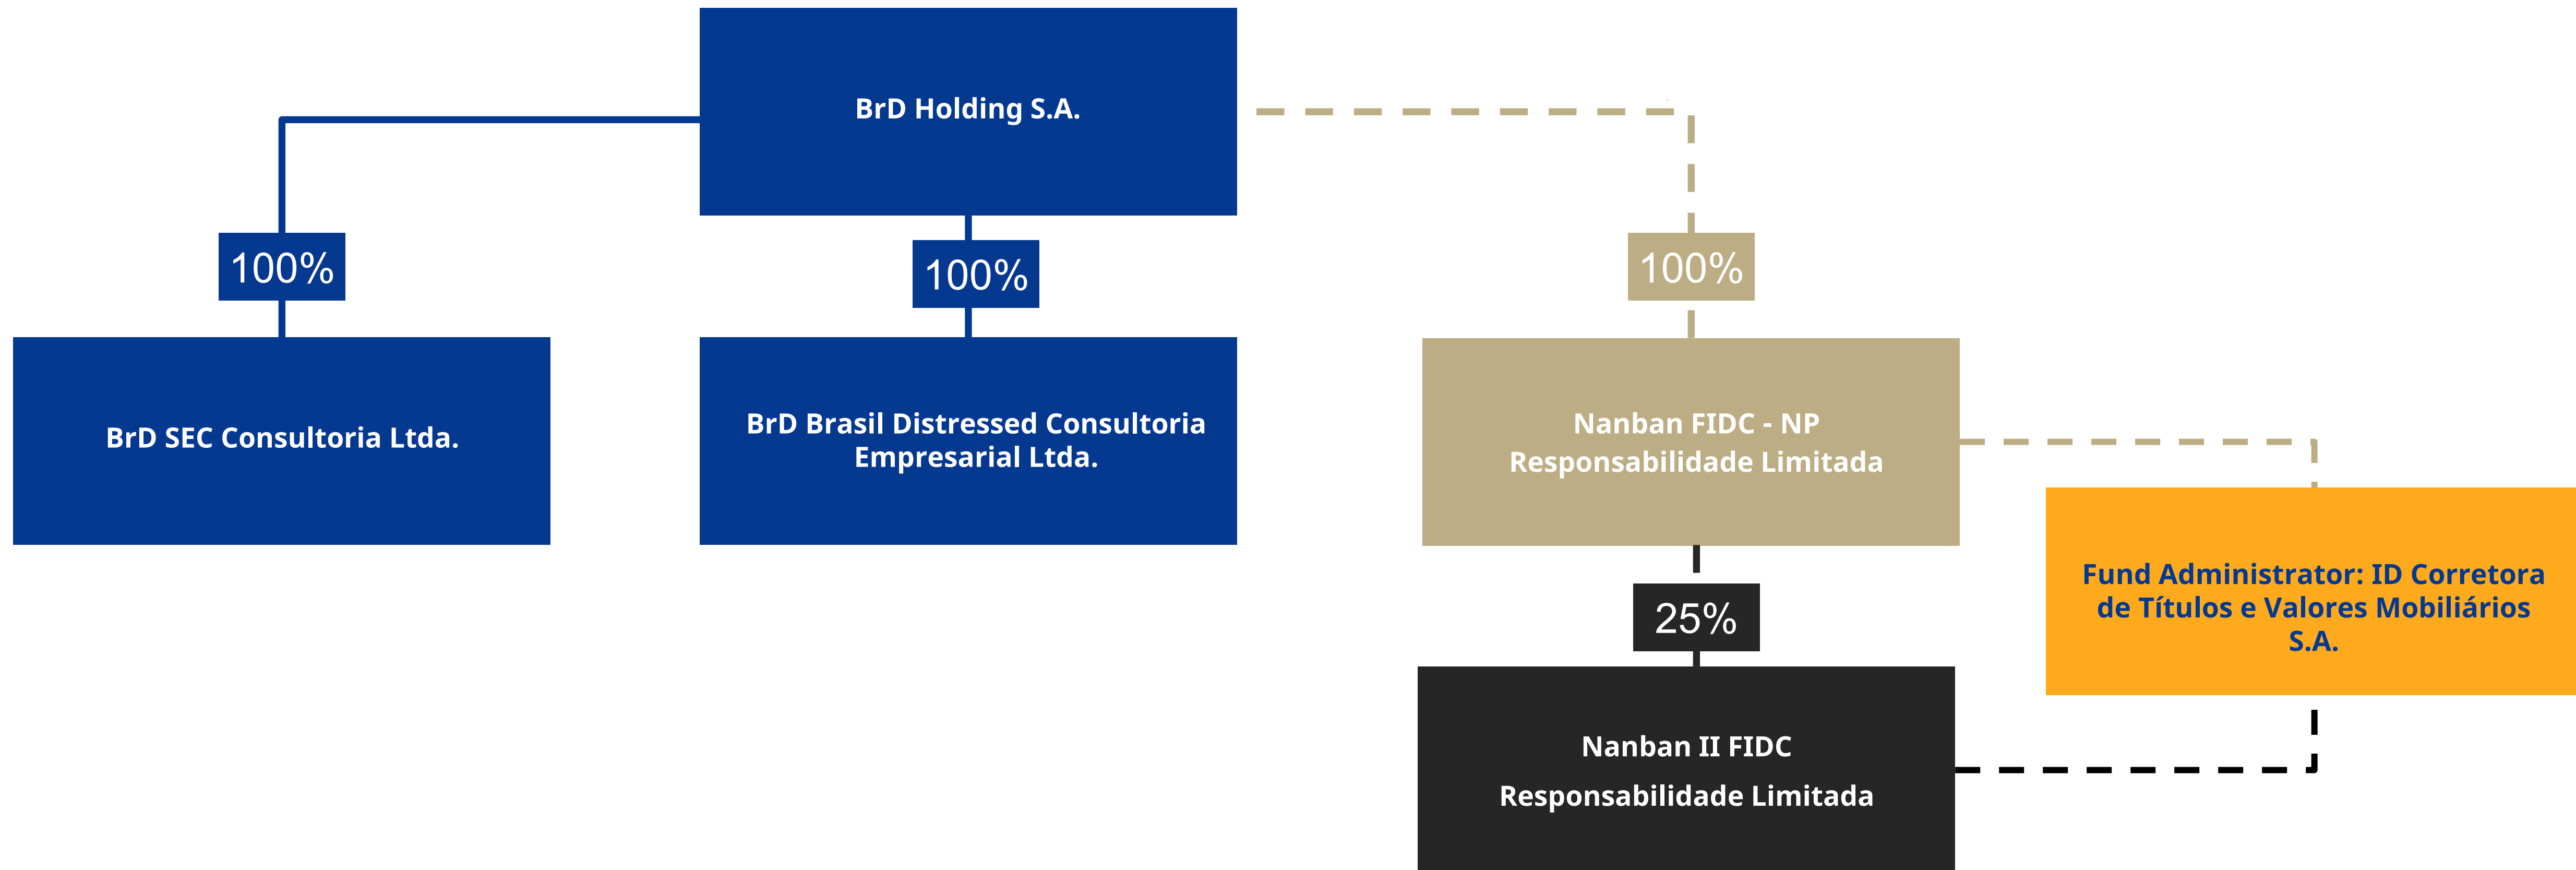 BrD Holding S.A.
100%
100%
100%
BrD SEC Consultoria Ltda.
BrD Brasil Distressed Consultoria
Empresarial Ltda.
Nanban FIDC - NP
Responsabilidade Limitada
Fund Administrator: ID Corretora
de Títulos e Valores Mobiliários
S.A.
25%
Nanban II FIDC
Responsabilidade Limitada